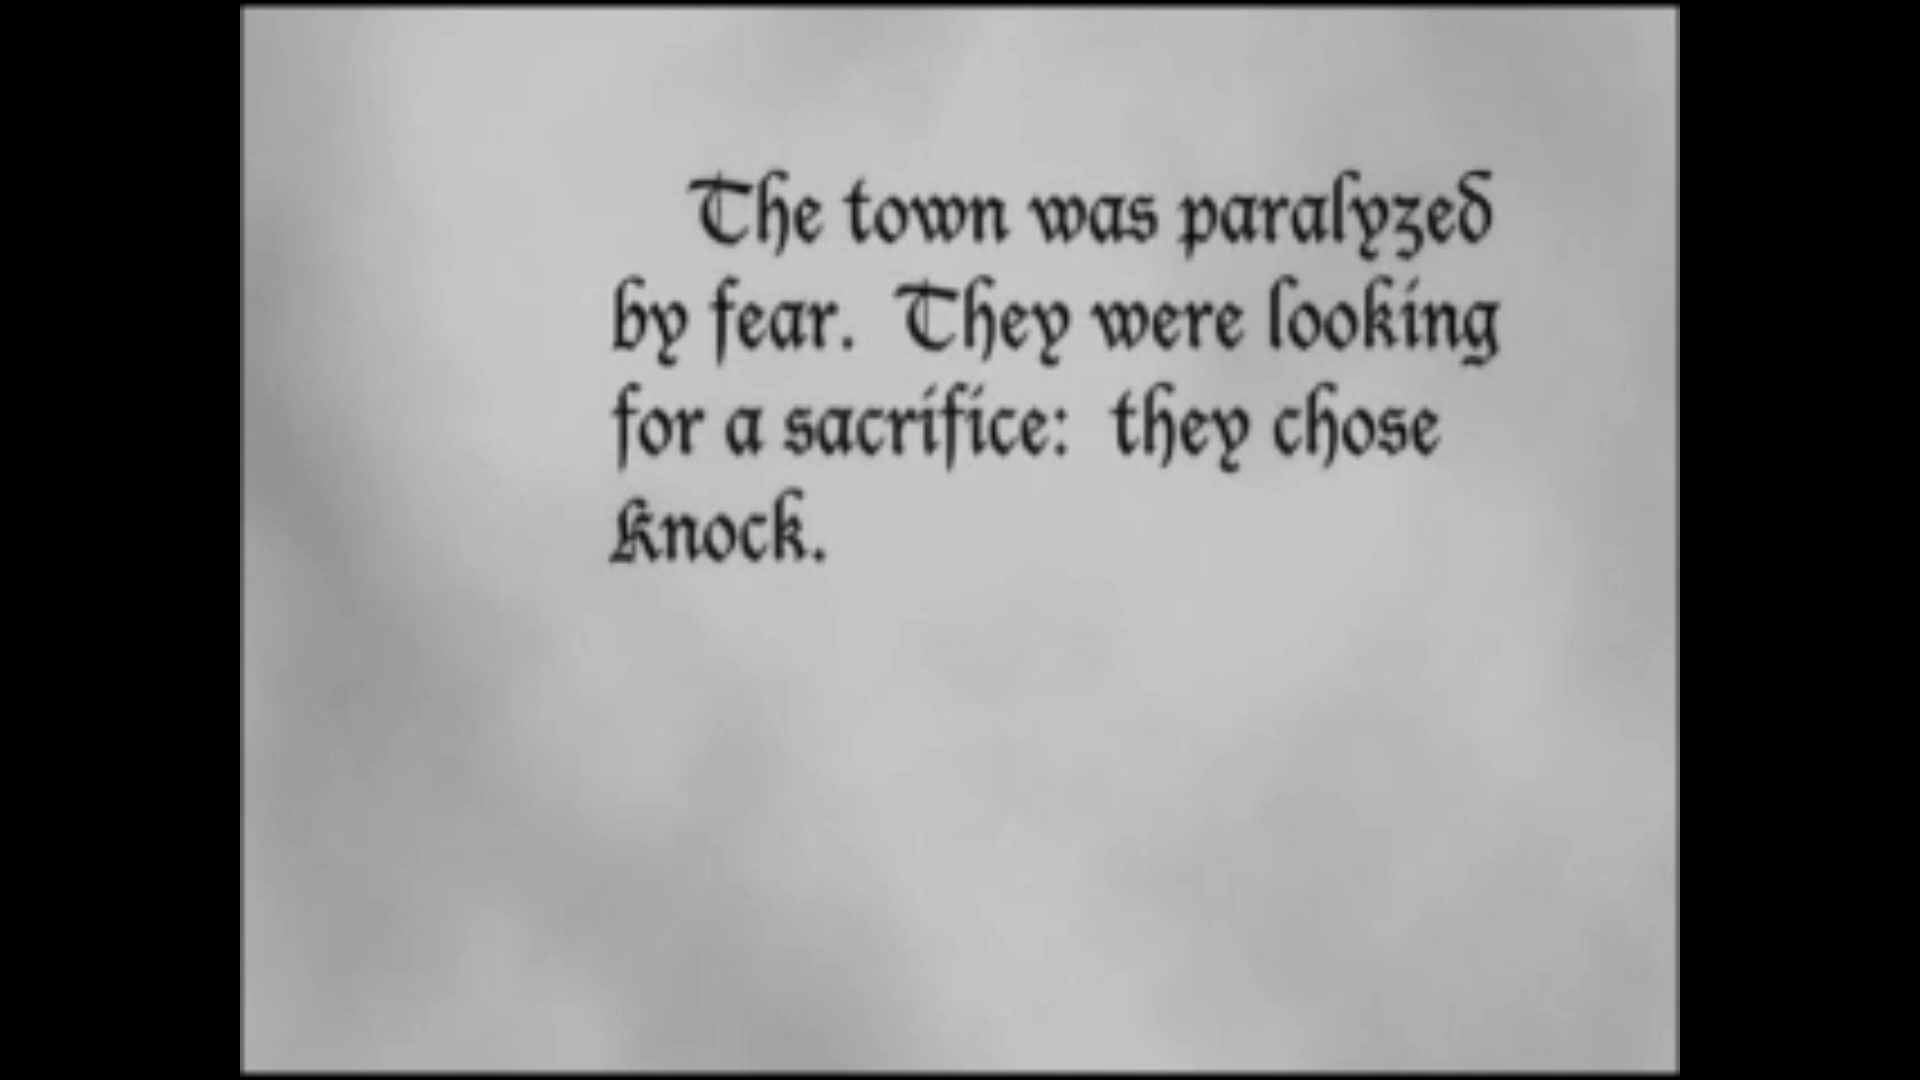 The town was paralyzed
by fear. They were looking
for a sacrifice: they chose
Knock.